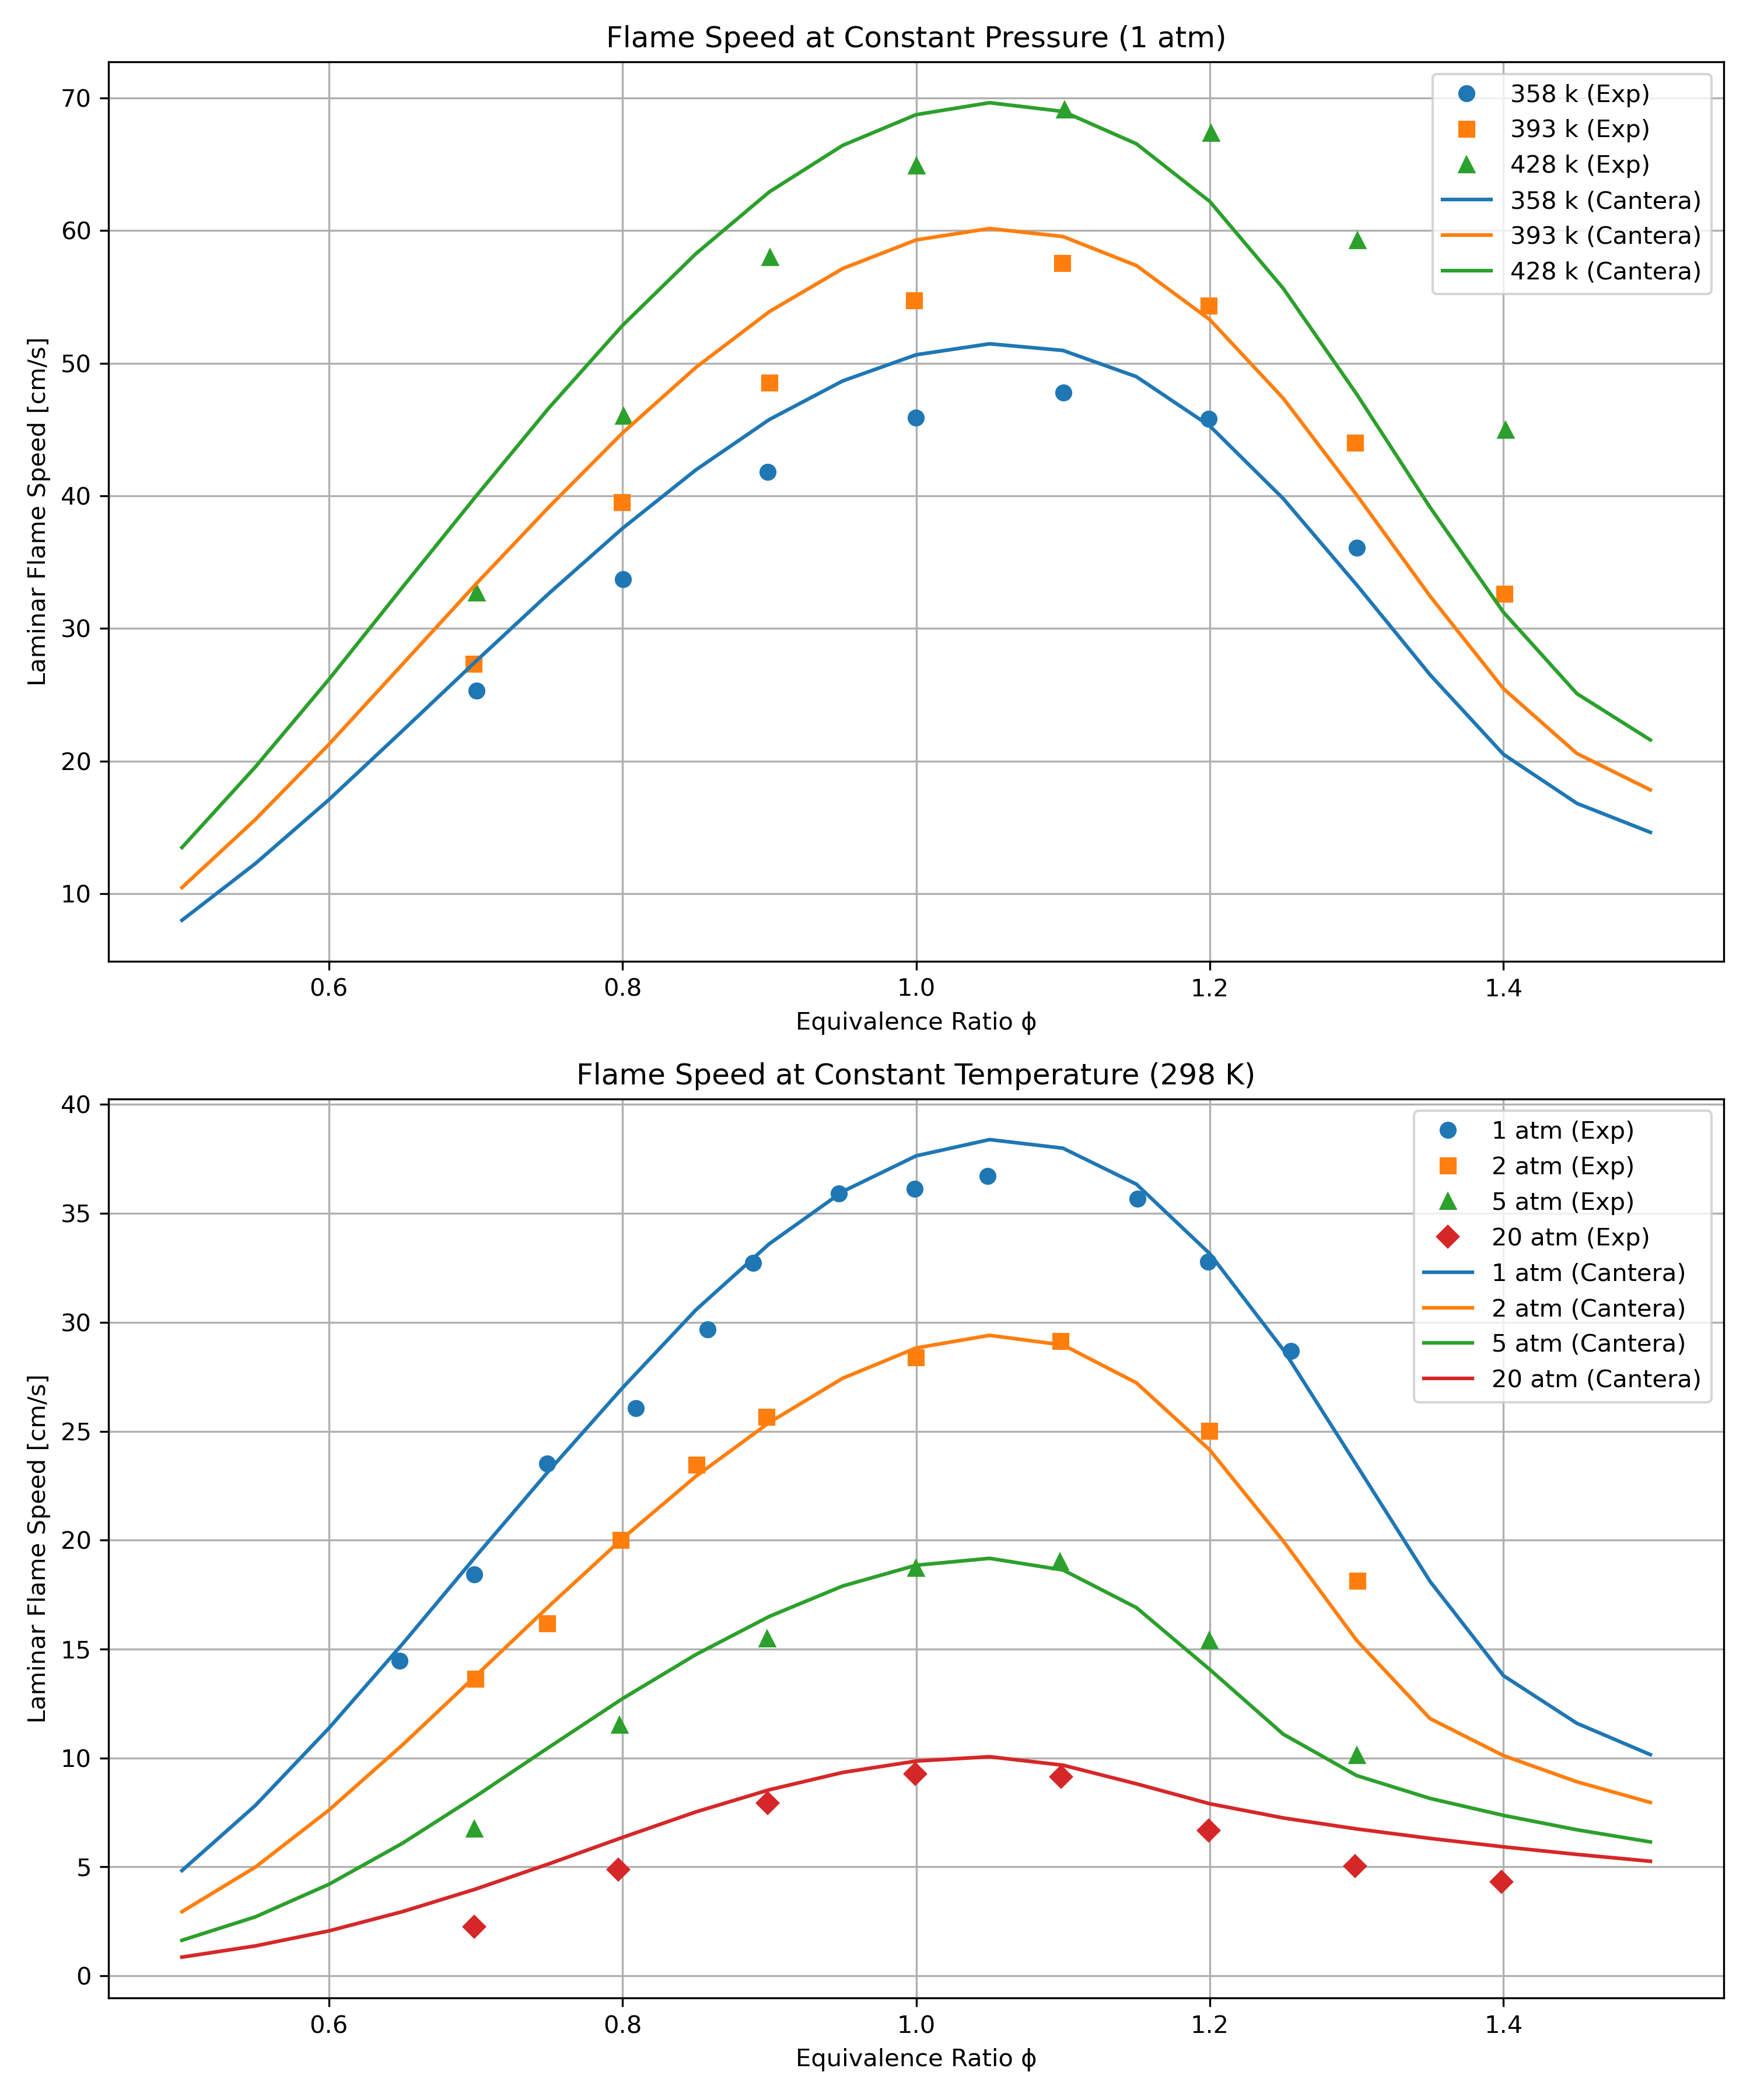 Flame Speed at Constant Pressure (1 atm)
70
60
50
40
30
20
10
Laminar Flame Speed [cm/s]
358 k (Exp)
393 k (Exp)
428 k (Exp)
358 k (Cantera)
393 k (Cantera)
428 k (Cantera)
0.6 0.8 1.0 1.2 1.4
Equivalence Ratio ϕ
Flame Speed at Constant Temperature (298 K)
40
35
30
25
20
15
10
5
0
Laminar Flame Speed [cm/s]
1 atm (Exp)
2 atm (Exp)
5 atm (Exp)
20 atm (Exp)
1 atm (Cantera)
2 atm (Cantera)
5 atm (Cantera)
20 atm (Cantera)
0.6 0.8 1.0 1.2 1.4
Equivalence Ratio ϕ